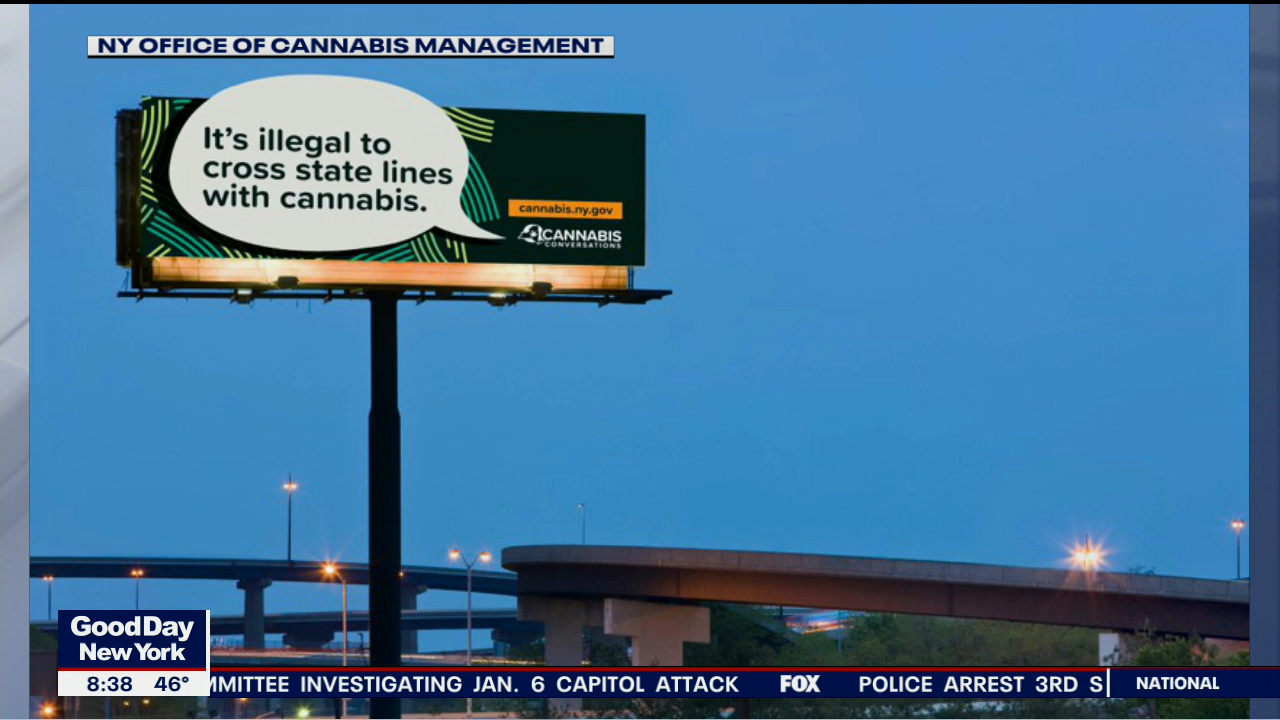 NY OFFICE OF CANNABIS MANAGEMENT
It's illegal to
cross state lines
with cannabis.
cannabis.ny.gov
CANNABIS
CONVERSATIONS
Good Day
New York
8:38 46° MMITTEE INVESTIGATING JAN. 6 CAPITOL ATTACK FOX POLICE ARREST 3RD S NATIONAL